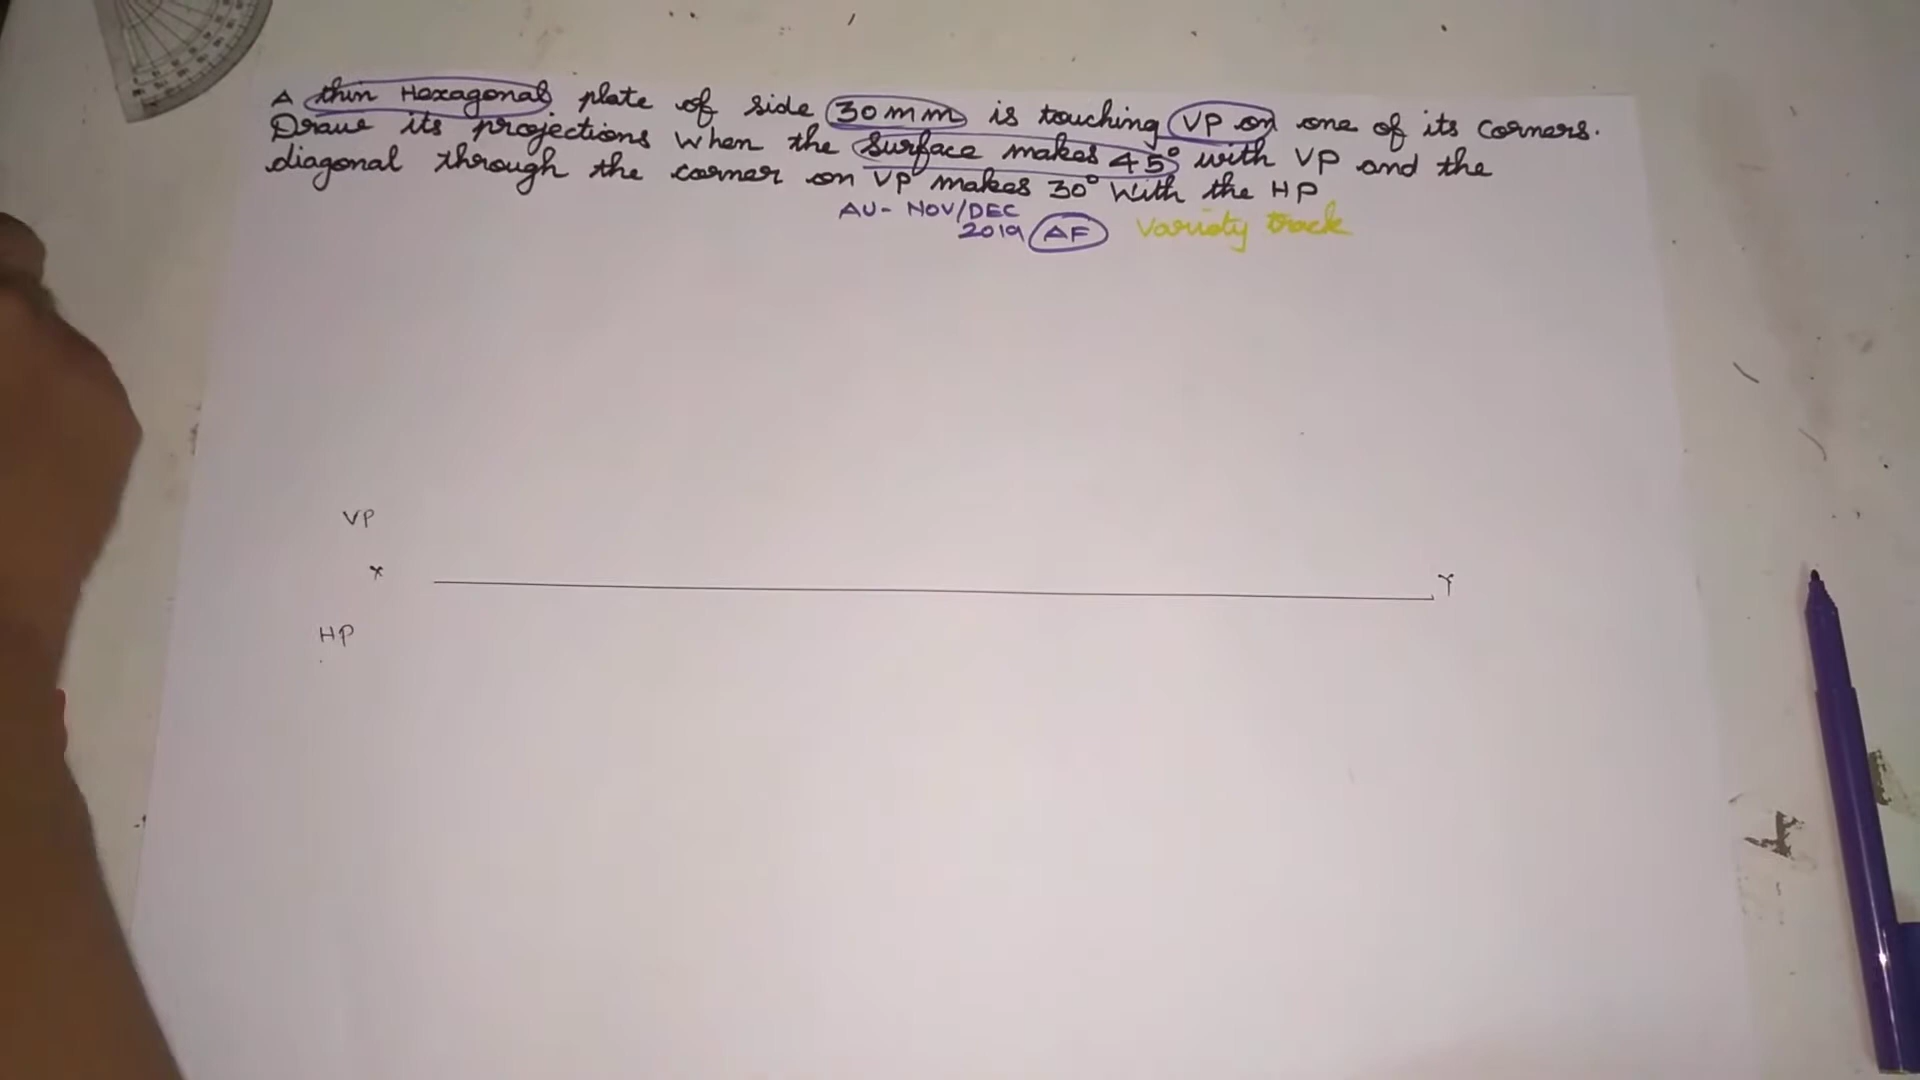 A thin Hexagonal plate of side 30mm is touching VP on one of its corners.
Draw its projections when the surface makes 45° with VP and the
diagonal through the corner on VP makes 30° with the HP
AU- NOV/DEC
2019 AF Variety track
VP
X
Y
HP